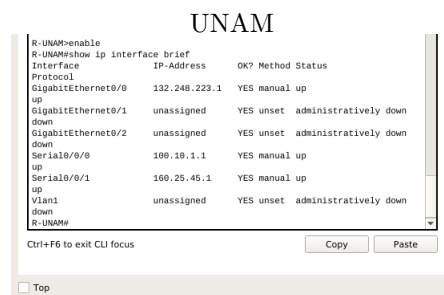 UNAM
R-UNAM>enable
R-UNAM#show ip interface brief
Interface IP-Address OK? Method Status
Protocol
GigabitEthernet0/0 132.248.223.1 YES manual up
up
GigabitEthernet0/1 unassigned YES unset administratively down
down
GigabitEthernet0/2 unassigned YES unset administratively down
down
Serial0/0/0 100.10.1.1 YES manual up
up
Serial0/0/1 160.25.45.1 YES manual up
up
Vlan1 unassigned YES unset administratively down
down
R-UNAM#
Ctrl+F6 to exit CLI focus Copy Paste
Top